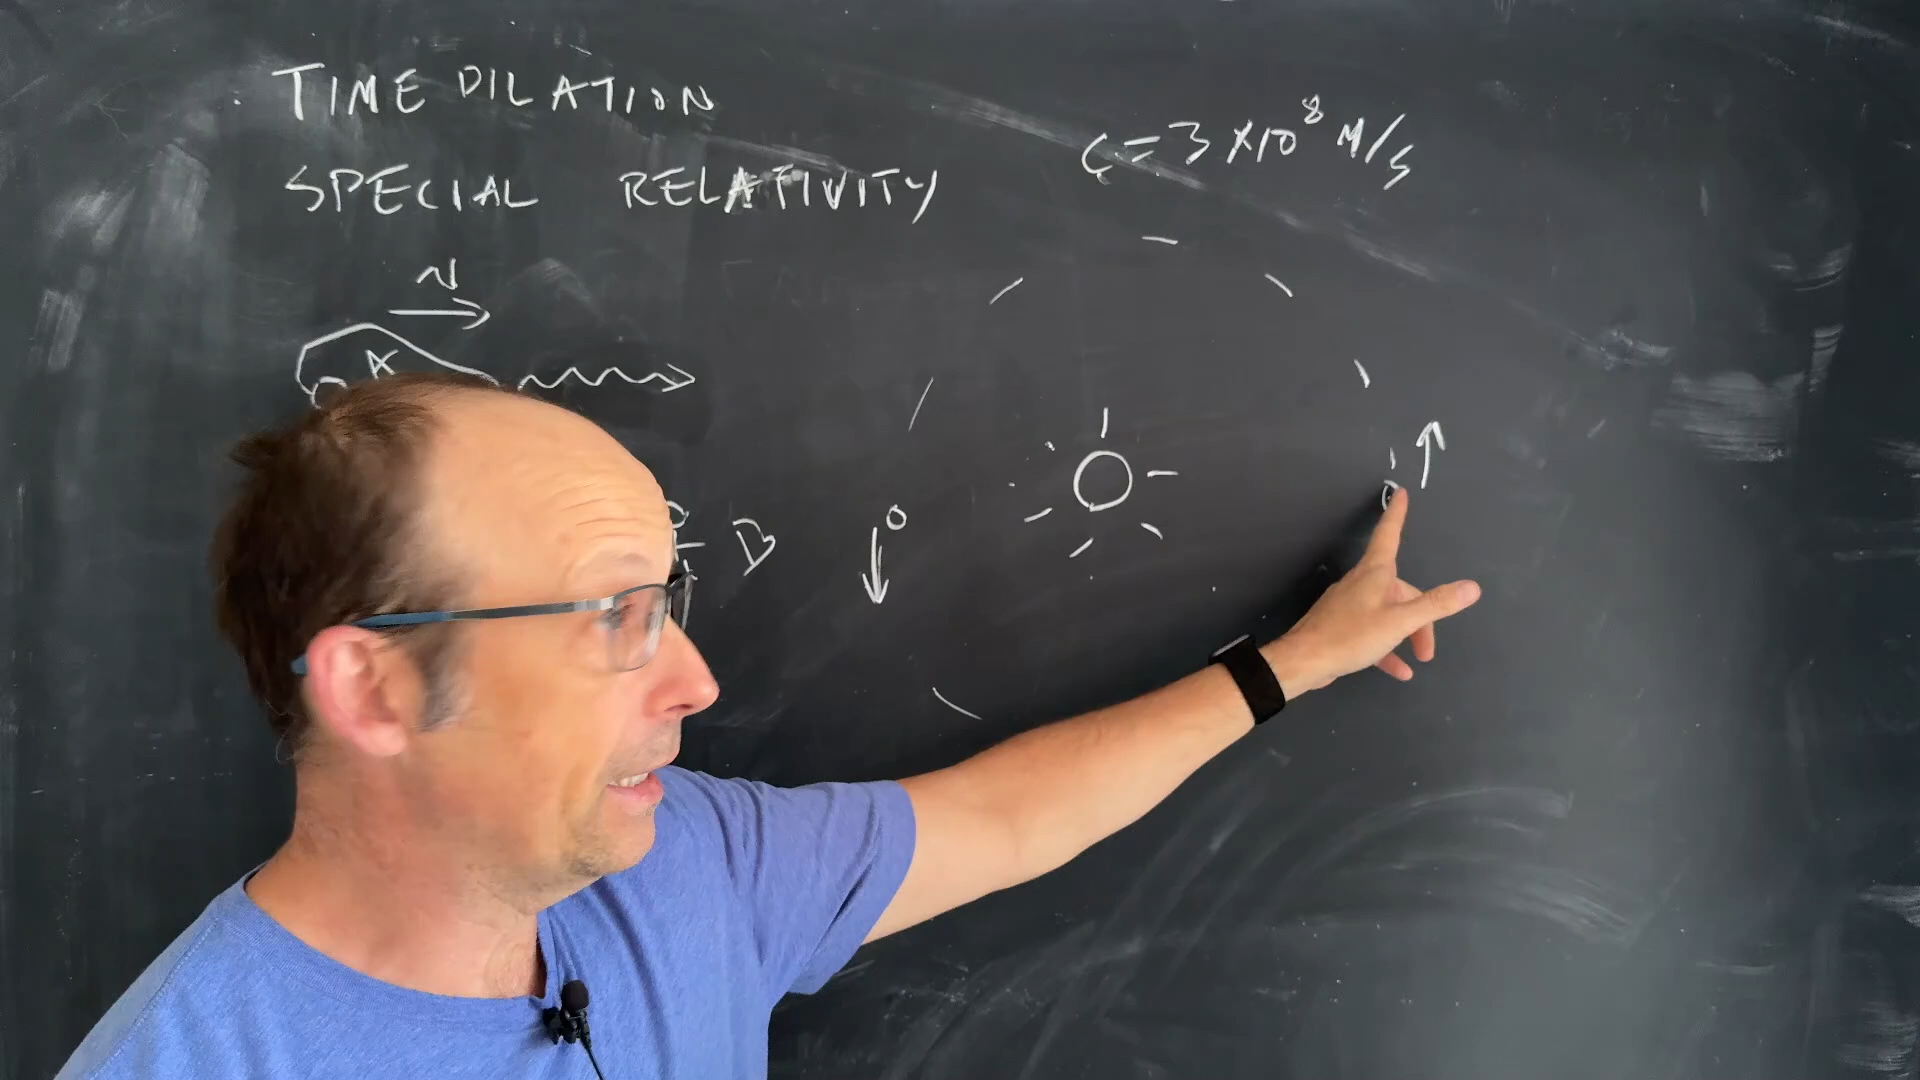 TIME DILATION
SPECIAL RELATIVITY
c = 3 × 10⁸ M/S
v
A
B